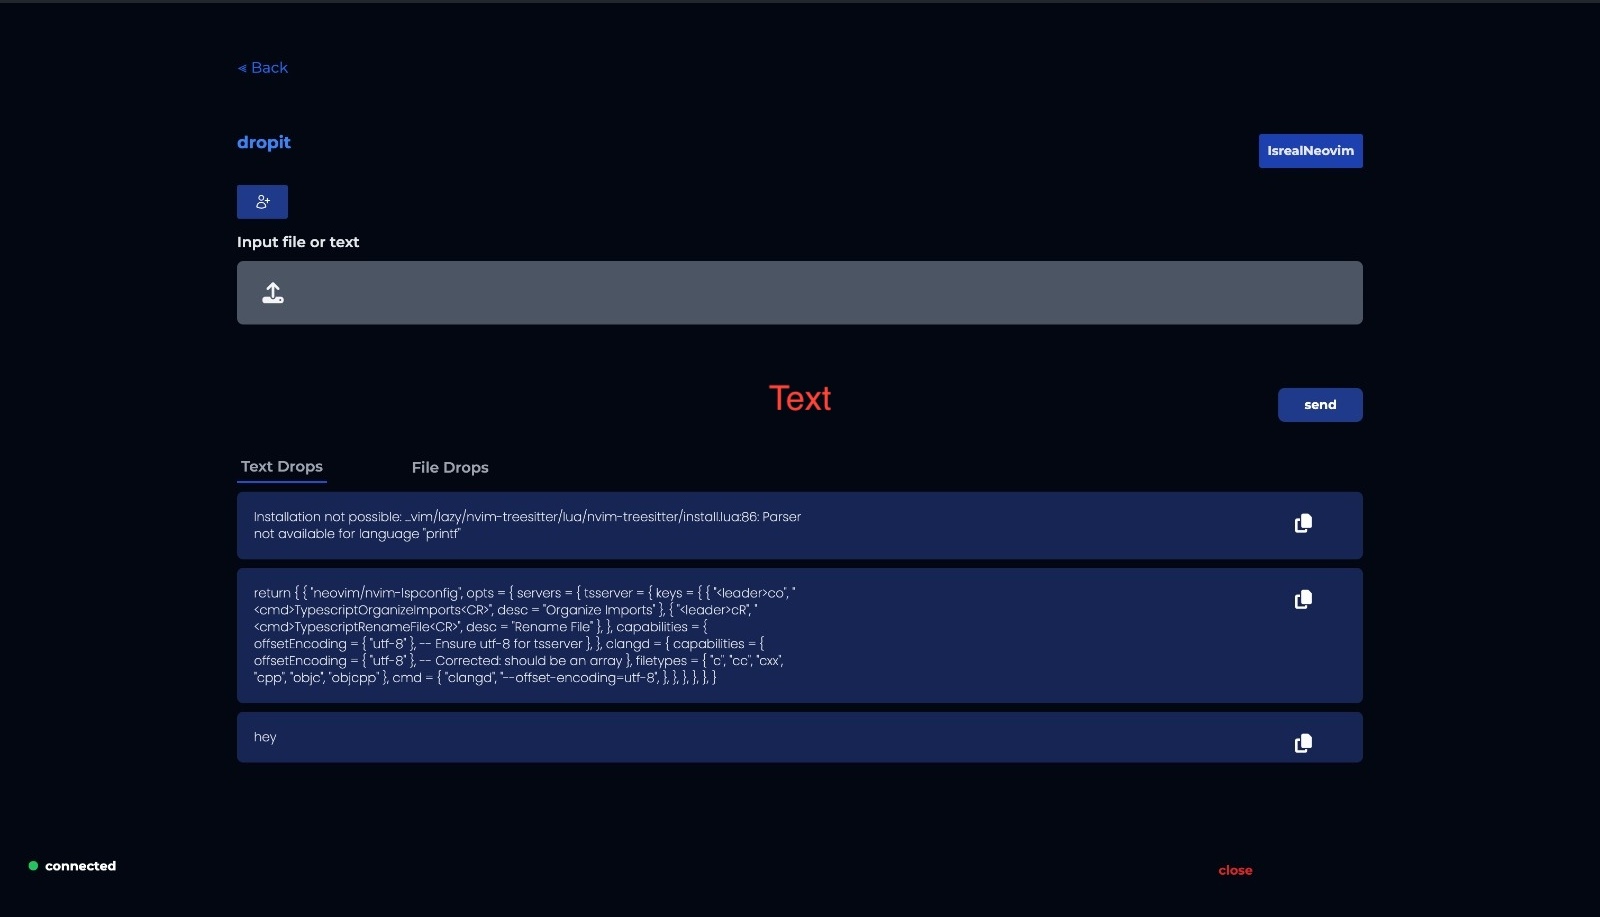 ⋖ Back
dropit
IsrealNeovim
Input file or text
Text
send
Text Drops
File Drops
Installation not possible: ...vim/lazy/nvim-treesitter/lua/nvim-treesitter/install.lua:86: Parser
not available for language "printf"
return { { "neovim/nvim-lspconfig", opts = { servers = { tsserver = { keys = { { "<leader>co", "
<cmd>TypescriptOrganizeImports<CR>", desc = "Organize Imports" }, { "<leader>cR", "
<cmd>TypescriptRenameFile<CR>", desc = "Rename File" }, }, capabilities = {
offsetEncoding = { "utf-8" }, -- Ensure utf-8 for tsserver }, }, clangd = { capabilities = {
offsetEncoding = { "utf-8" }, -- Corrected: should be an array }, filetypes = { "c", "cc", "cxx",
"cpp", "objc", "objcpp" }, cmd = { "clangd", "--offset-encoding=utf-8", }, }, }, }, }, }
hey
connected
close